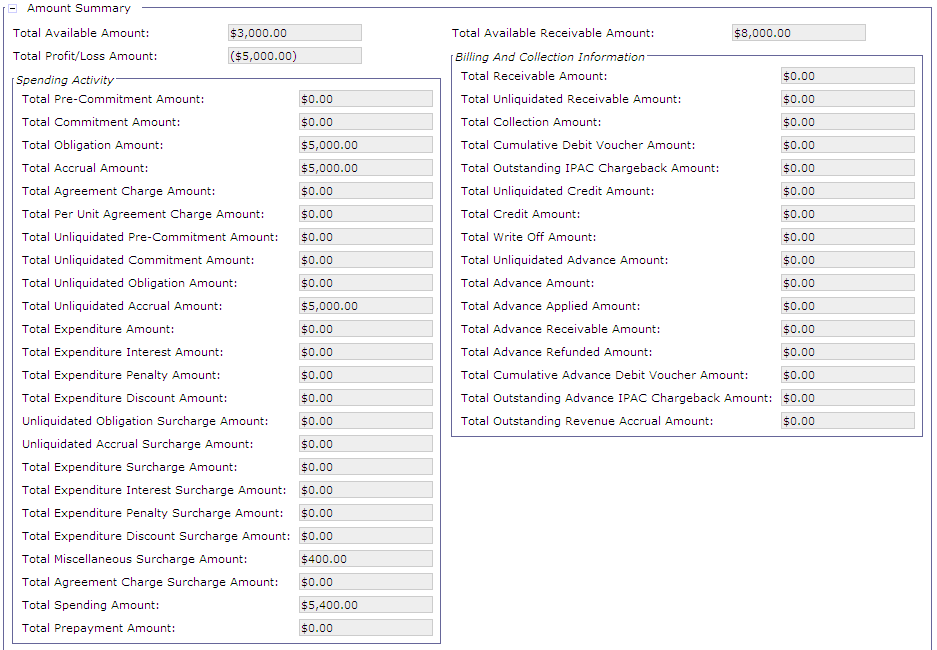 Amount Summary
Total Available Amount: $3,000.00
Total Available Receivable Amount: $8,000.00
Total Profit/Loss Amount: ($5,000.00)
Spending Activity
Total Pre-Commitment Amount: $0.00
Total Commitment Amount: $0.00
Total Obligation Amount: $5,000.00
Total Accrual Amount: $5,000.00
Total Agreement Charge Amount: $0.00
Total Per Unit Agreement Charge Amount: $0.00
Total Unliquidated Pre-Commitment Amount: $0.00
Total Unliquidated Commitment Amount: $0.00
Total Unliquidated Obligation Amount: $0.00
Total Unliquidated Accrual Amount: $5,000.00
Total Expenditure Amount: $0.00
Total Expenditure Interest Amount: $0.00
Total Expenditure Penalty Amount: $0.00
Total Expenditure Discount Amount: $0.00
Unliquidated Obligation Surcharge Amount: $0.00
Unliquidated Accrual Surcharge Amount: $0.00
Total Expenditure Surcharge Amount: $0.00
Total Expenditure Interest Surcharge Amount: $0.00
Total Expenditure Penalty Surcharge Amount: $0.00
Total Expenditure Discount Surcharge Amount: $0.00
Total Miscellaneous Surcharge Amount: $400.00
Total Agreement Charge Surcharge Amount: $0.00
Total Spending Amount: $5,400.00
Total Prepayment Amount: $0.00
Billing And Collection Information
Total Receivable Amount: $0.00
Total Unliquidated Receivable Amount: $0.00
Total Collection Amount: $0.00
Total Cumulative Debit Voucher Amount: $0.00
Total Outstanding IPAC Chargeback Amount: $0.00
Total Unliquidated Credit Amount: $0.00
Total Credit Amount: $0.00
Total Write Off Amount: $0.00
Total Unliquidated Advance Amount: $0.00
Total Advance Amount: $0.00
Total Advance Applied Amount: $0.00
Total Advance Receivable Amount: $0.00
Total Advance Refunded Amount: $0.00
Total Cumulative Advance Debit Voucher Amount: $0.00
Total Outstanding Advance IPAC Chargeback Amount: $0.00
Total Outstanding Revenue Accrual Amount: $0.00